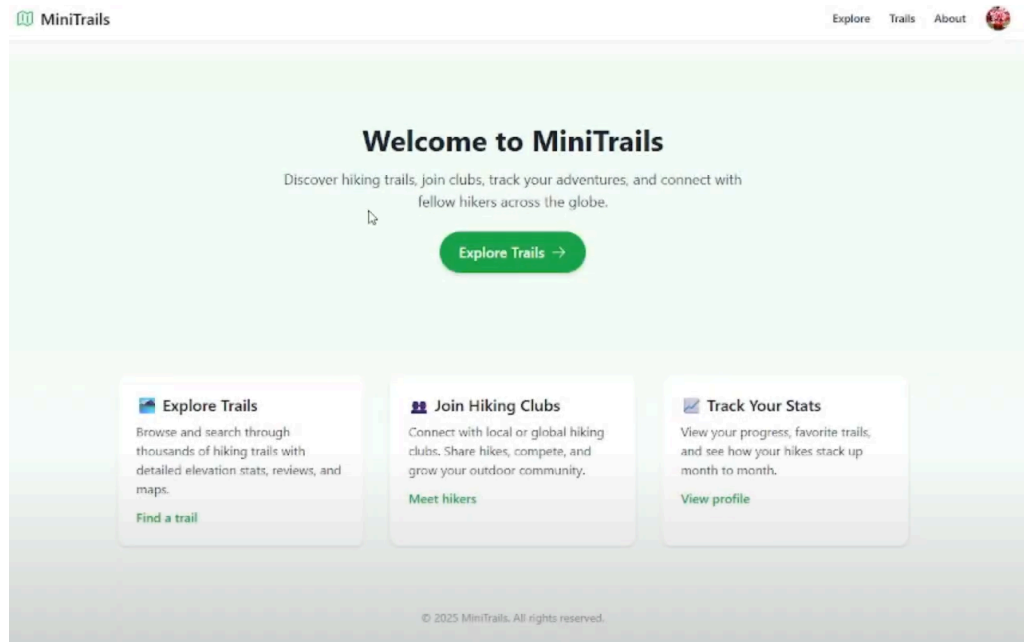 MiniTrails
Explore Trails About
Welcome to MiniTrails
Discover hiking trails, join clubs, track your adventures, and connect with
fellow hikers across the globe.
Explore Trails →
Explore Trails
Browse and search through
thousands of hiking trails with
detailed elevation stats, reviews, and
maps.
Find a trail
Join Hiking Clubs
Connect with local or global hiking
clubs. Share hikes, compete, and
grow your outdoor community.
Meet hikers
Track Your Stats
View your progress, favorite trails,
and see how your hikes stack up
month to month.
View profile
© 2025 MiniTrails. All rights reserved.